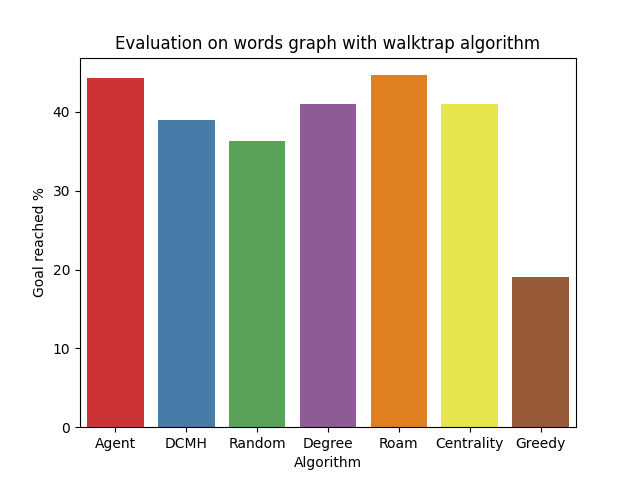 Evaluation on words graph with walktrap algorithm
Goal reached %
40
30
20
10
0
Agent DCMH Random Degree Roam Centrality Greedy
Algorithm